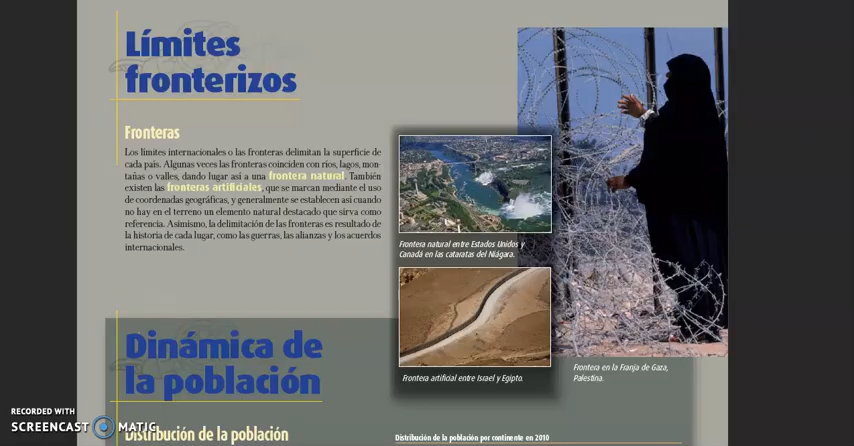 Límites
fronterizos
Fronteras
Los límites internacionales o las fronteras delimitan la superficie de
cada país. Algunas veces las fronteras coinciden con ríos, lagos, mon-
tañas o valles, dando lugar así a una frontera natural. También
existen las fronteras artificiales, que se marcan mediante el uso
de coordenadas geográficas, y generalmente se establecen así cuando
no hay en el terreno un elemento natural destacado que sirva como
referencia. Asimismo, la delimitación de las fronteras es resultado de
la historia de cada lugar, como las guerras, las alianzas y los acuerdos
internacionales.
Frontera natural entre Estados Unidos y
Canadá en las cataratas del Niágara.
Frontera artificial entre Israel y Egipto.
Frontera en la Franja de Gaza,
Palestina.
Dinámica de
la población
Distribución de la población
Distribución de la población por continente en 2010
RECORDED WITH
SCREENCAST MATIC